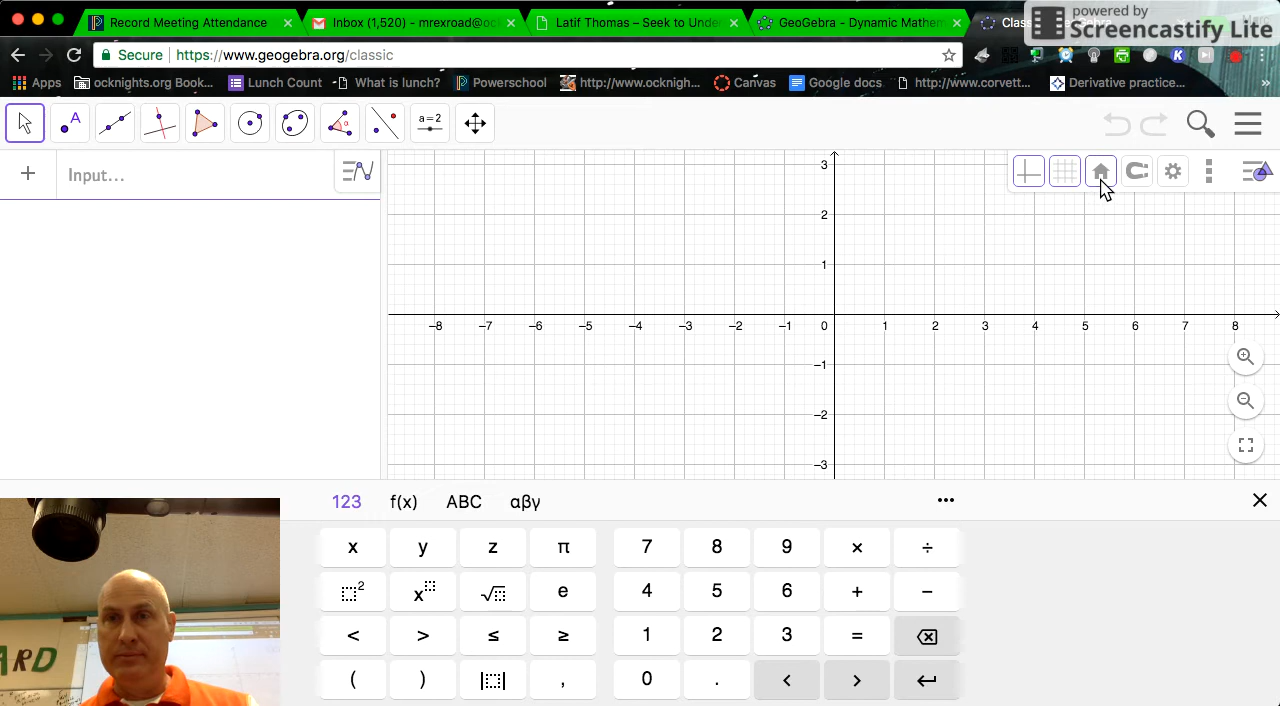 Record Meeting Attendance × Inbox (1,520) - mrexroad@oc × Latif Thomas – Seek to Unde × GeoGebra - Dynamic Mathem × Clas
powered by
Screencastify Lite
Secure | https://www.geogebra.org/classic
Apps ocknights.org Book... Lunch Count What is lunch? Powerschool http://www.ocknigh... Canvas Google docs http://www.corvett... Derivative practice... »
A
a=2
+ Input...
3
2
1
–8 –7 –6 –5 –4 –3 –2 –1 0 1 2 3 4 5 6 7 8
–1
–2
–3
123 f(x) ABC αβγ ...
x y z π 7 8 9 × ÷
2 x √ e 4 5 6 + −
< > ≤ ≥ 1 2 3 =
( ) | | , 0 . < >
ARD